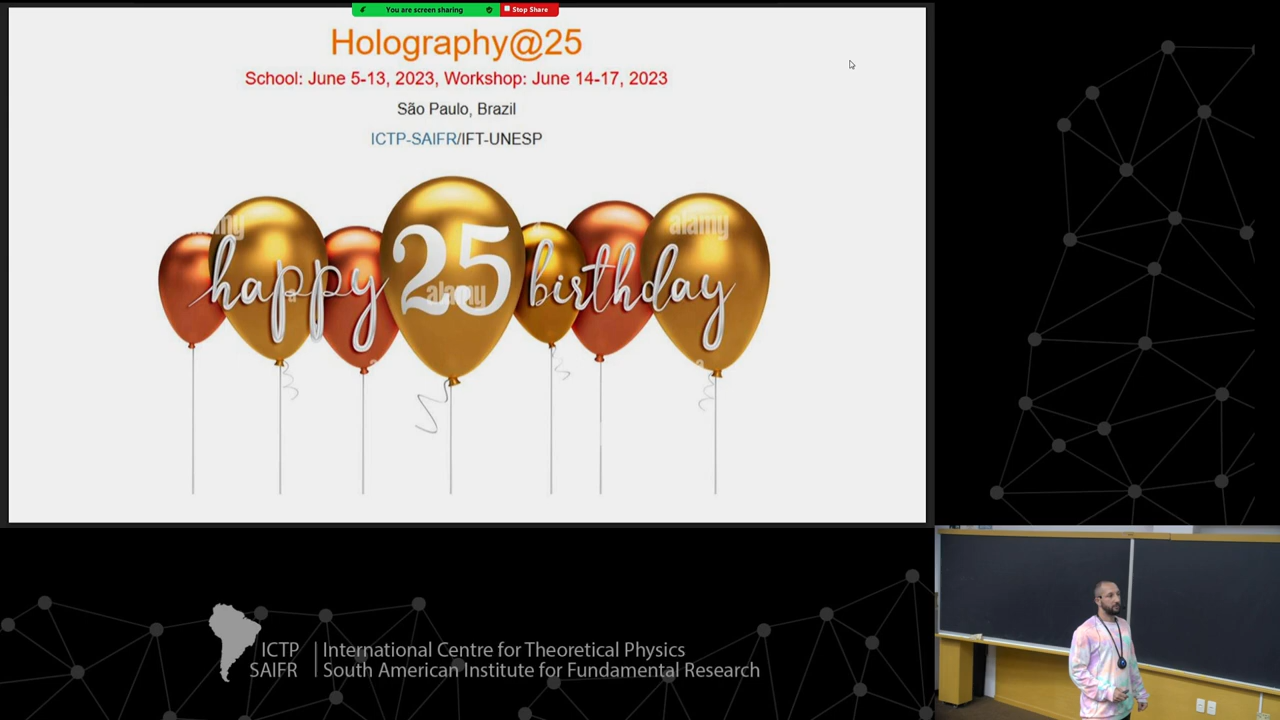 You are screen sharing
Stop Share
Holography@25
School: June 5-13, 2023, Workshop: June 14-17, 2023
São Paulo, Brazil
ICTP-SAIFR/IFT-UNESP
happy 25 birthday
alamy
alamy
ICTP
SAIFR
International Centre for Theoretical Physics
South American Institute for Fundamental Research